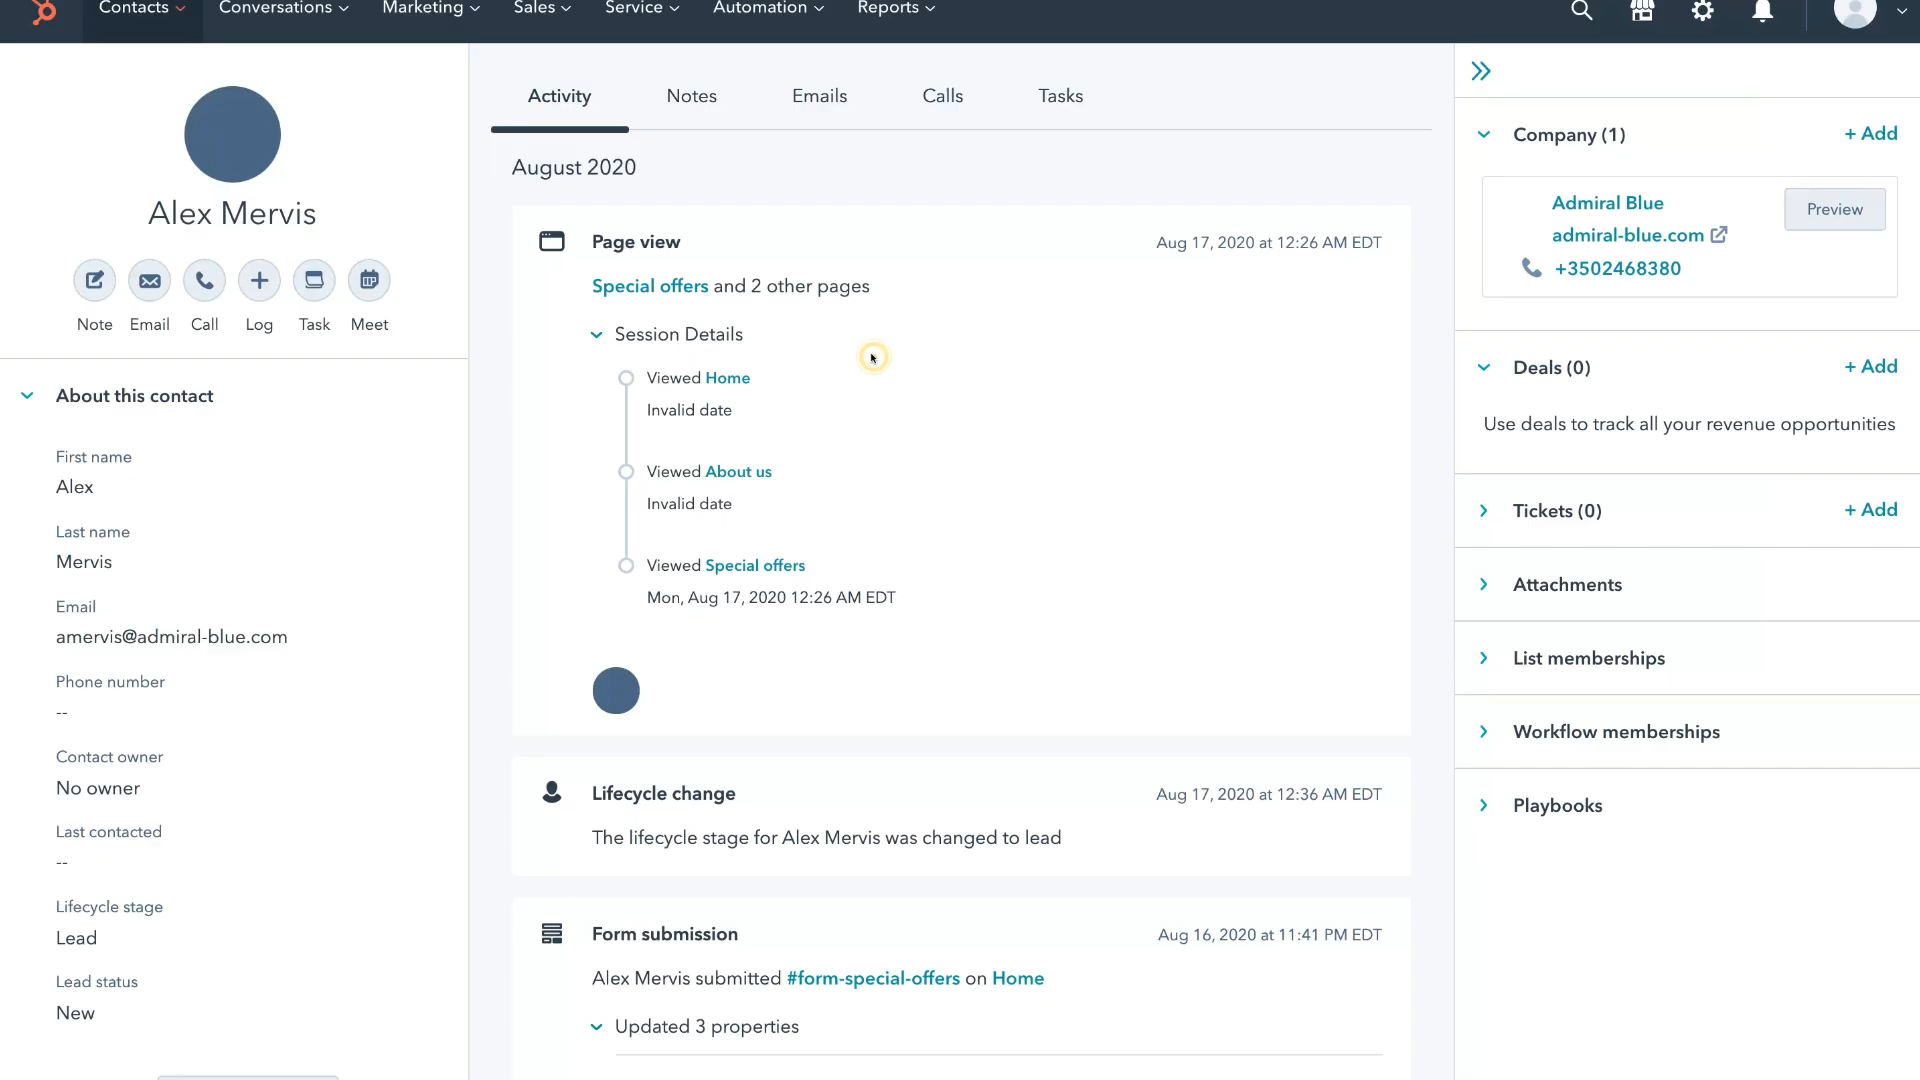 Contacts Conversations Marketing Sales Service Automation Reports
Alex Mervis
Note Email Call Log Task Meet
About this contact
First name
Alex
Last name
Mervis
Email
amervis@admiral-blue.com
Phone number
--
Contact owner
No owner
Last contacted
--
Lifecycle stage
Lead
Lead status
New
Activity Notes Emails Calls Tasks
August 2020
Page view Aug 17, 2020 at 12:26 AM EDT
Special offers and 2 other pages
Session Details
Viewed Home
Invalid date
Viewed About us
Invalid date
Viewed Special offers
Mon, Aug 17, 2020 12:26 AM EDT
Lifecycle change Aug 17, 2020 at 12:36 AM EDT
The lifecycle stage for Alex Mervis was changed to lead
Form submission Aug 16, 2020 at 11:41 PM EDT
Alex Mervis submitted #form-special-offers on Home
Updated 3 properties
Company (1) + Add
Admiral Blue Preview
admiral-blue.com
+3502468380
Deals (0) + Add
Use deals to track all your revenue opportunities
Tickets (0) + Add
Attachments
List memberships
Workflow memberships
Playbooks